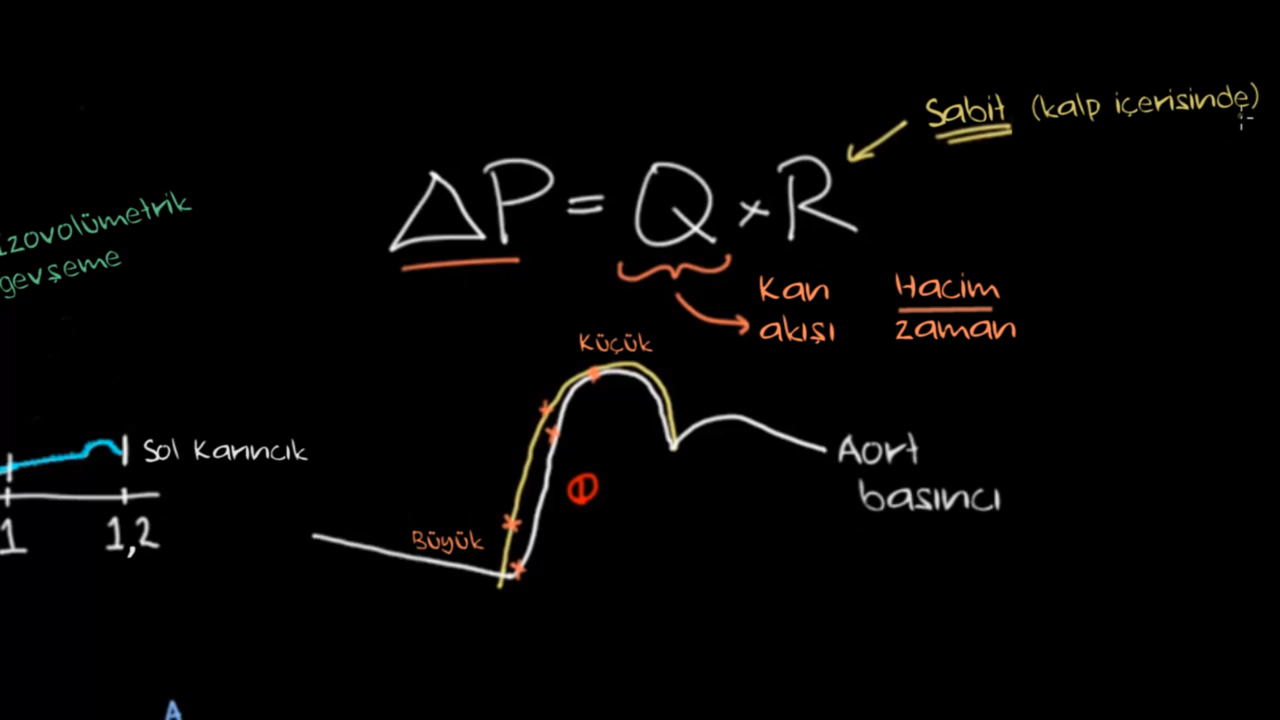 Sabit (kalp içerisinde)
ΔP = Q × R
izovolümetrik
gevşeme
Kan Hacim
akışı zaman
Küçük
Sol Karıncık
Aort
basıncı
Büyük
1 1,2
A